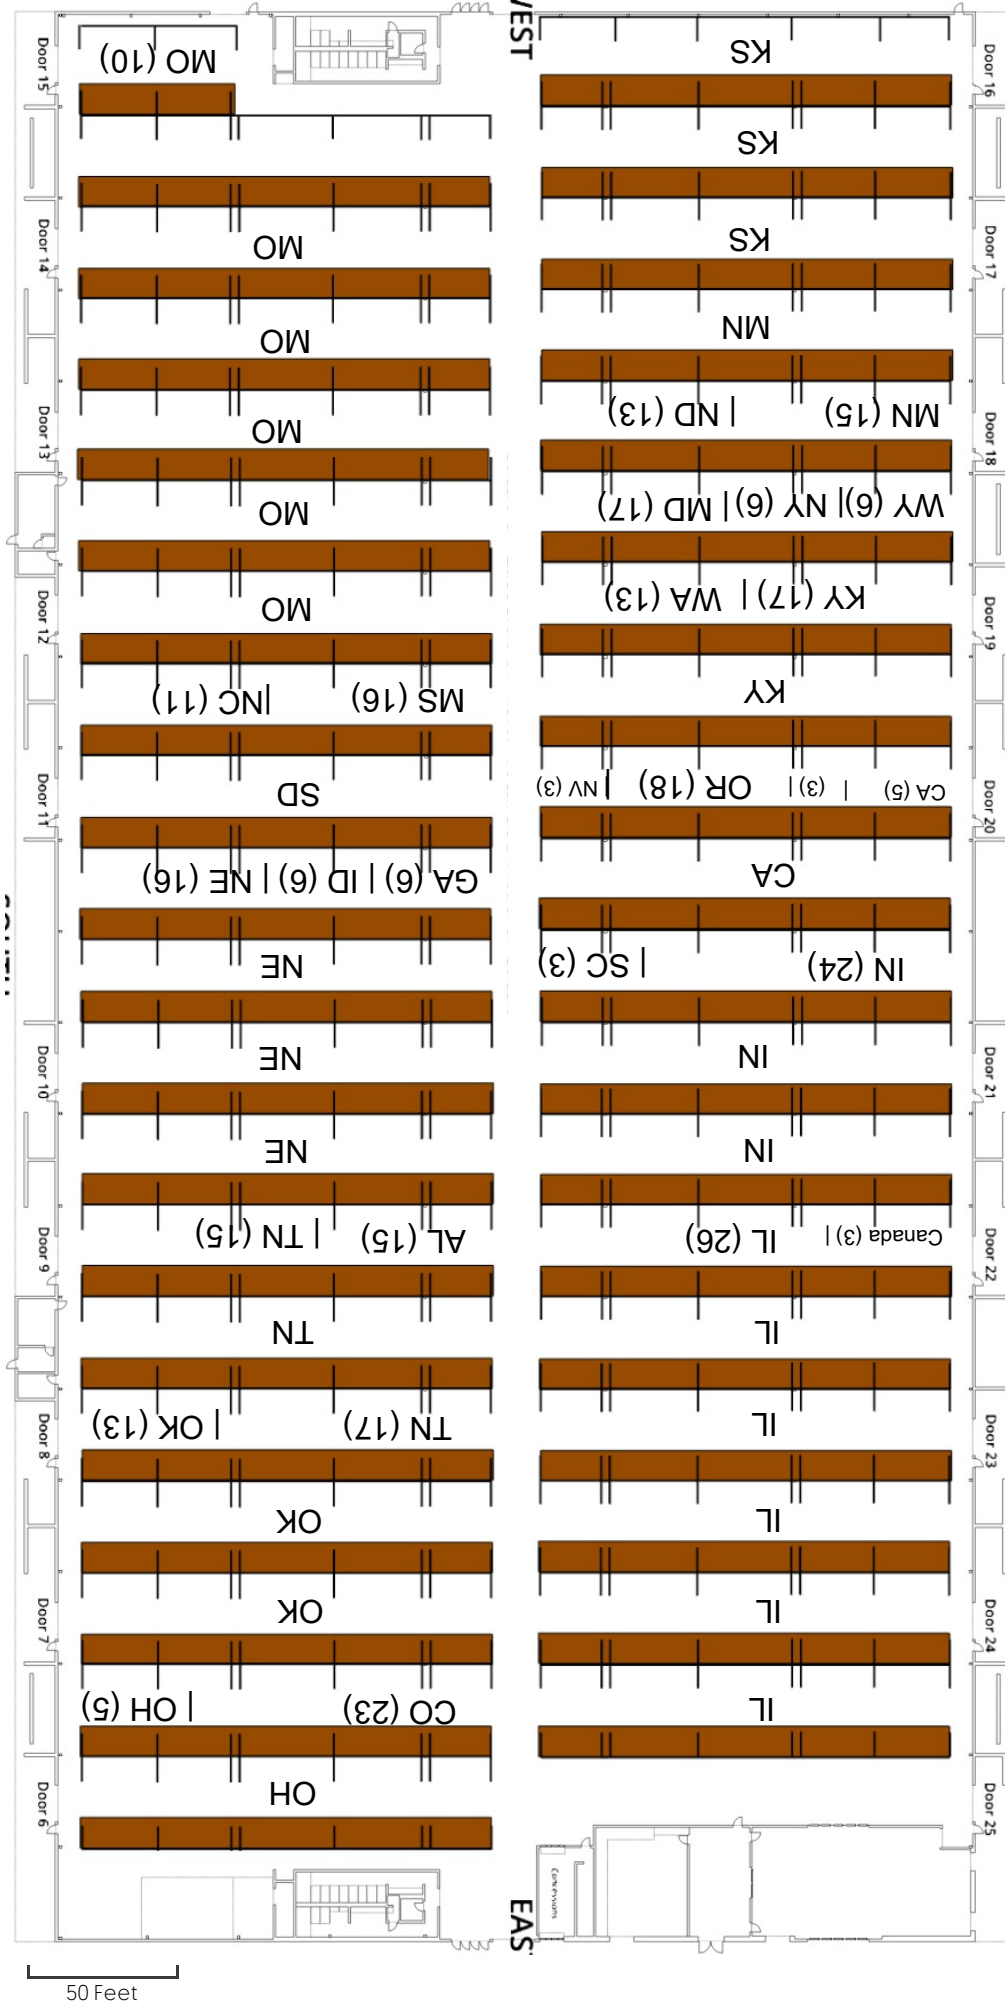 WEST
Door 15
MO (10)
KS
Door 16
KS
Door 14
MO
KS
Door 17
MO
MN
MO
MN (15) | ND (13)
Door 13
Door 18
MO
WY (6)| NY (6) | MD (17)
MO
KY (17) | WA (13)
Door 12
Door 19
MS (16) |NC (11)
KY
SD
CA (5) | (3) | OR (18) | NV (3)
Door 11
Door 20
GA (6) | ID (6) | NE (16)
CA
NE
IN (24) | SC (3)
NE
IN
Door 10
Door 21
NE
IN
AL (15) | TN (15)
Canada (3) | IL (26)
Door 9
Door 22
TN
IL
TN (17) | OK (13)
IL
Door 8
Door 23
OK
IL
OK
IL
Door 7
Door 24
CO (23) | OH (5)
IL
OH
Door 6
Door 25
Concessions
EAS
50 Feet